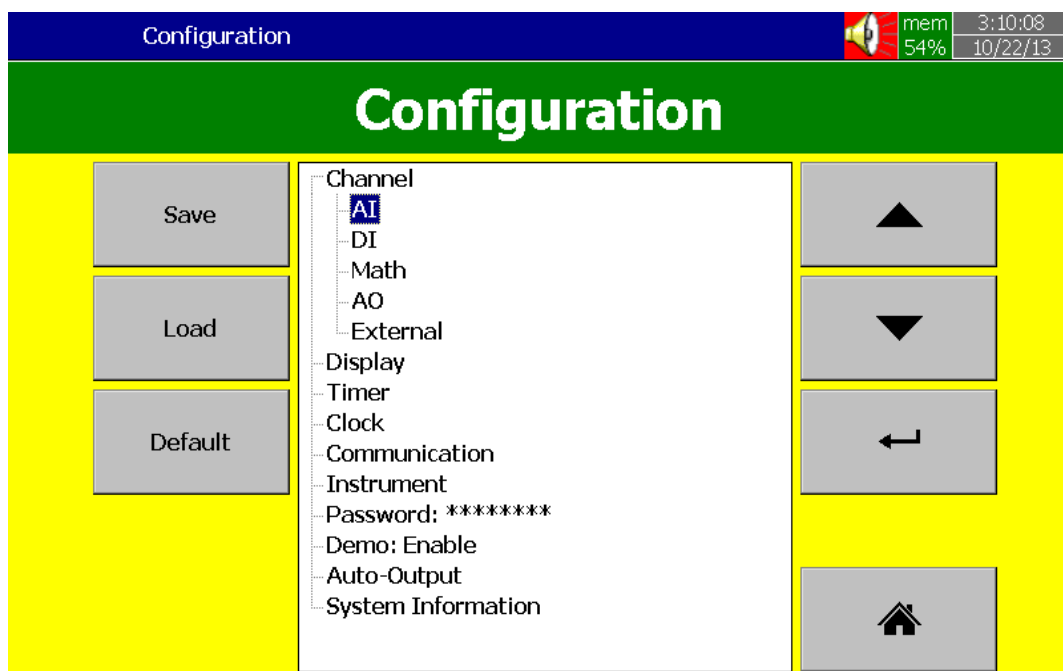 Configuration
mem 54%
3:10:08
10/22/13
Configuration
Save
Load
Default
Channel
AI
DI
Math
AO
External
Display
Timer
Clock
Communication
Instrument
Password: ********
Demo: Enable
Auto-Output
System Information